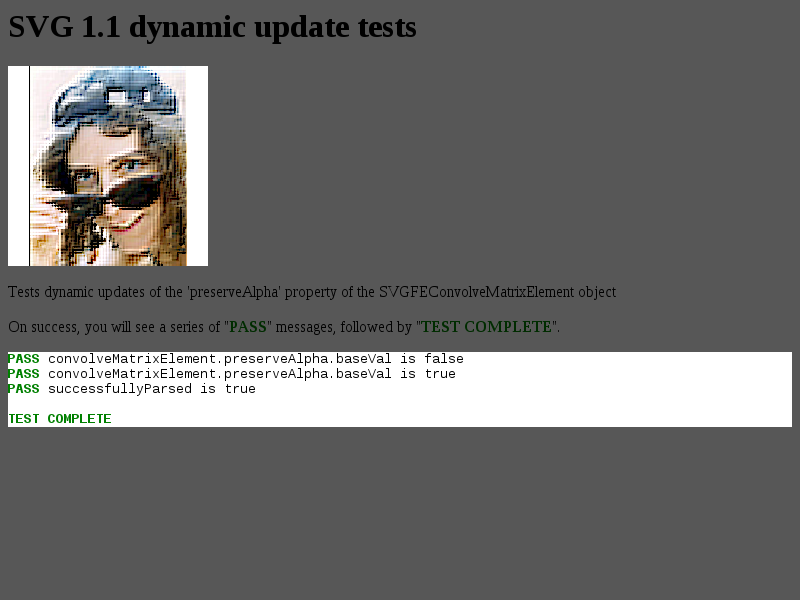 SVG 1.1 dynamic update tests
Tests dynamic updates of the 'preserveAlpha' property of the SVGFEConvolveMatrixElement object
On success, you will see a series of "PASS" messages, followed by "TEST COMPLETE".
PASS convolveMatrixElement.preserveAlpha.baseVal is false
PASS convolveMatrixElement.preserveAlpha.baseVal is true
PASS successfullyParsed is true
TEST COMPLETE